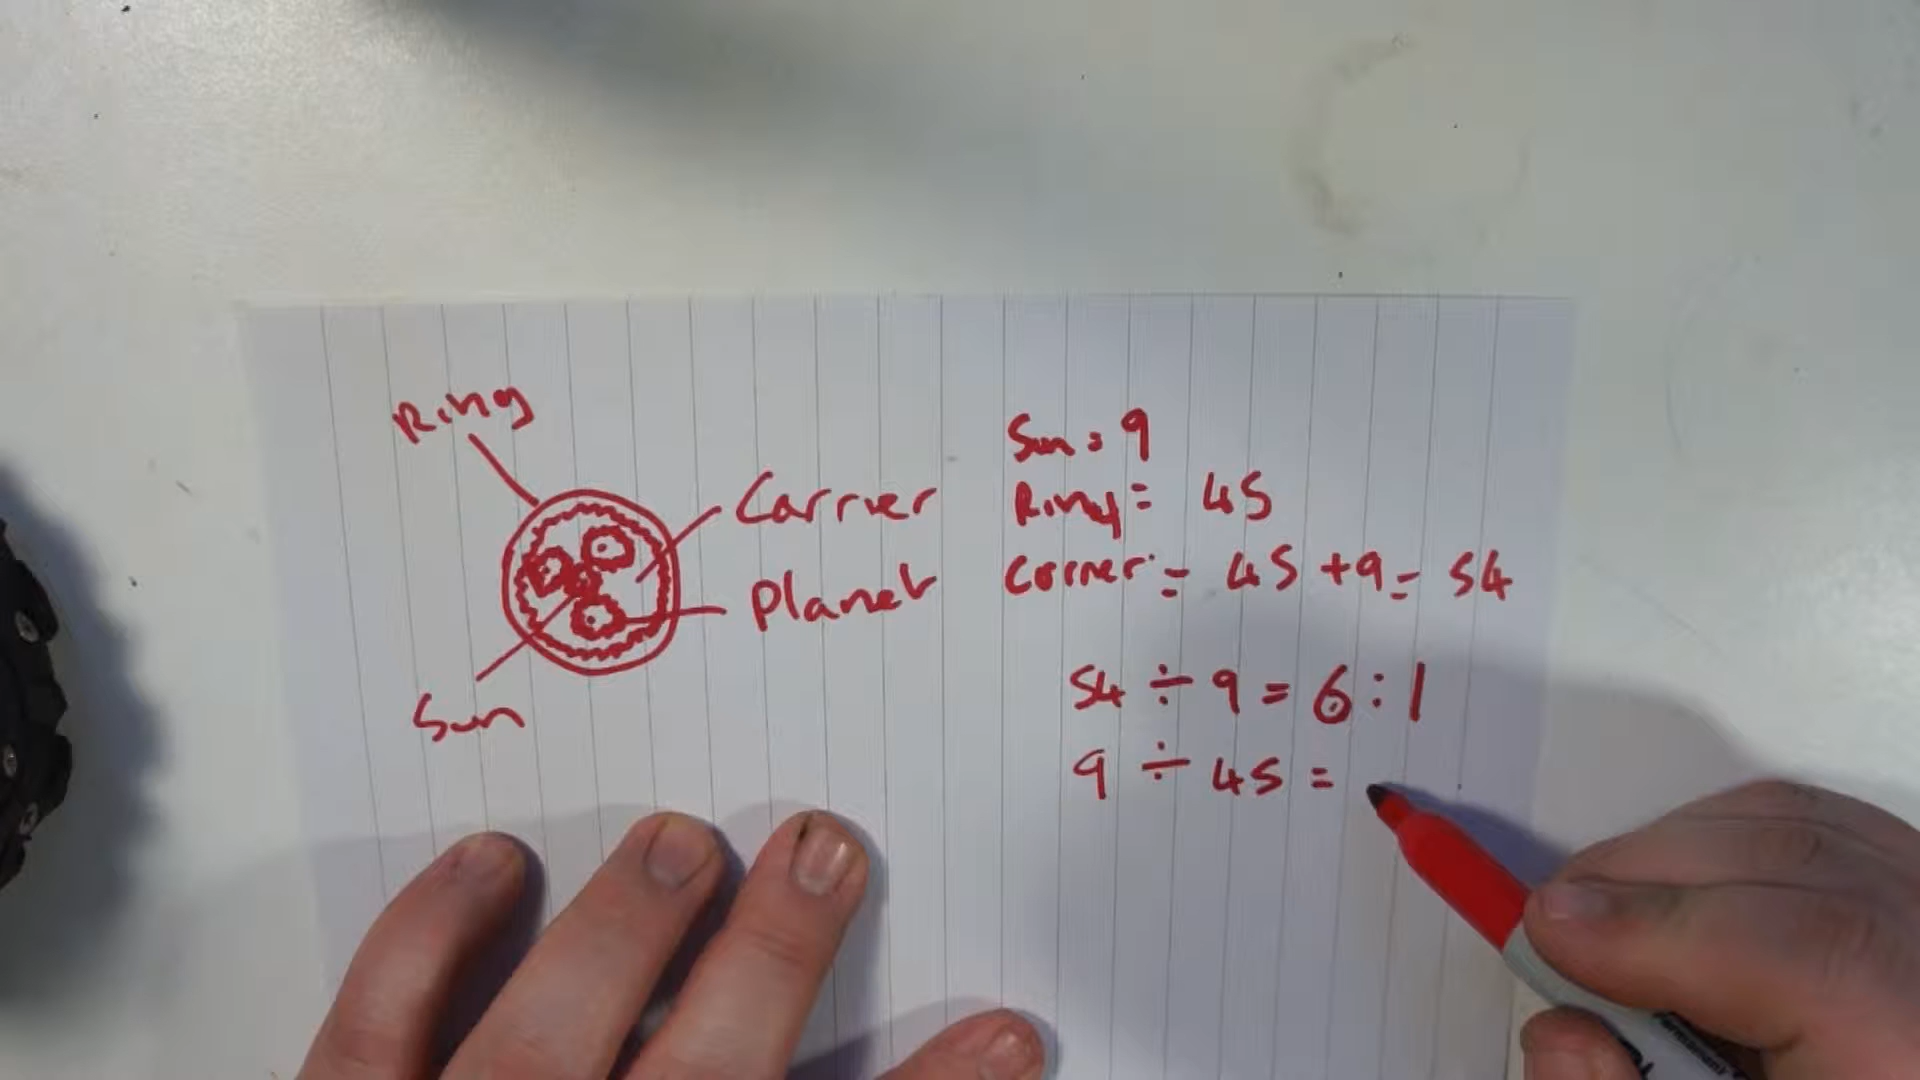 Ring
Carrier
Planet
Sun
Sun = 9
Ring = 45
Carrier = 45 + 9 = 54
54 ÷ 9 = 6 : 1
9 ÷ 45 =